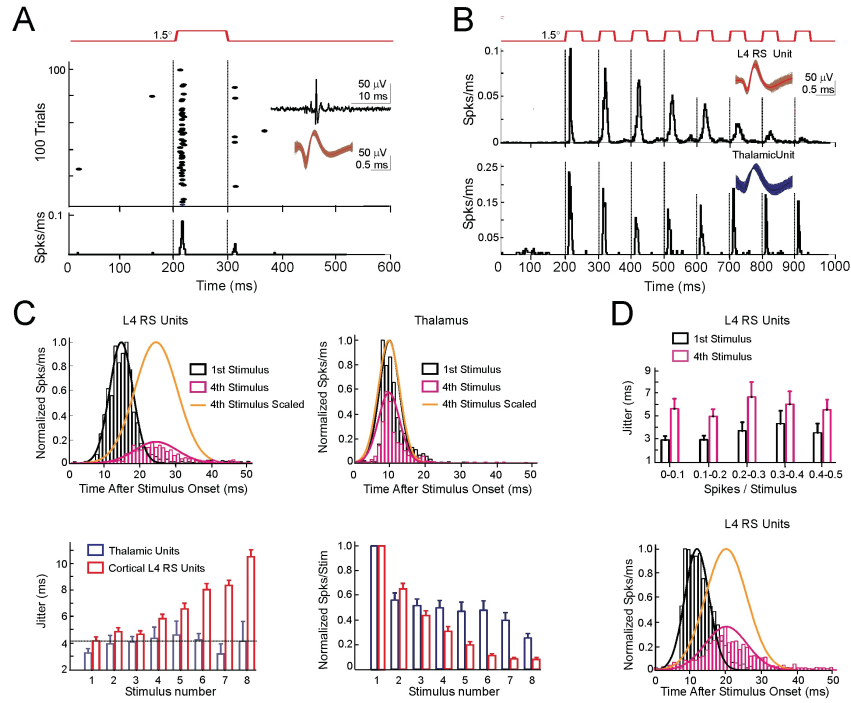 A
1.5°
100
100 Trials
0
50 µV
10 ms
50 µV
0.5 ms
0.1
Spks/ms
0
0 100 200 300 400 500 600
Time (ms)
B
1.5°
L4 RS Unit
50 µV
0.5 ms
0.1
0.05
0
Spks/ms
ThalamicUnit
0.25
0.15
0.05
Spks/ms
0 100 200 300 400 500 600 700 800 900 1000
Time (ms)
C
L4 RS Units
1st Stimulus
4th Stimulus
4th Stimulus Scaled
1.0
0.8
0.6
0.4
0.2
0
Normalized Spks/ms
0 10 20 30 40 50
Time After Stimulus Onset (ms)
Thalamus
1st Stimulus
4th Stimulus
4th Stimulus Scaled
1.0
0.8
0.6
0.4
0.2
0.0
Normalized Spks/ms
0 10 20 30 40 50
Time After Stimulus Onset (ms)
D
L4 RS Units
1st Stimulus
4th Stimulus
9
7
5
3
1
Jitter (ms)
0-0.1 0.1-0.2 0.2-0.3 0.3-0.4 0.4-0.5
Spikes / Stimulus
Thalamic Units
Cortical L4 RS Units
10
8
6
4
2
Jitter (ms)
1 2 3 4 5 6 7 8
Stimulus number
1.0
0.8
0.6
0.4
0.2
0
Normalized Spks/Stim
1 2 3 4 5 6 7 8
Stimulus number
L4 RS Units
1.0
0.8
0.6
0.4
0.2
0.0
Normalized Spks/ms
0 10 20 30 40 50
Time After Stimulus Onset (ms)